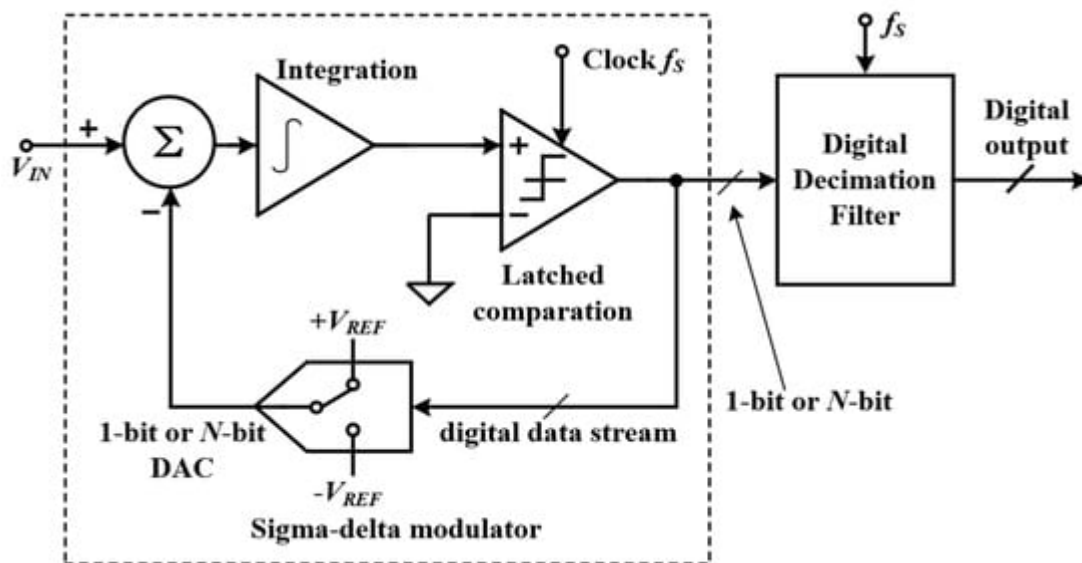 Integration
Clock fS
fS
+
Σ
VIN
−
∫
+
−
Latched
comparation
Digital
Decimation
Filter
Digital
output
+VREF
1-bit or N-bit
DAC
digital data stream
1-bit or N-bit
-VREF
Sigma-delta modulator